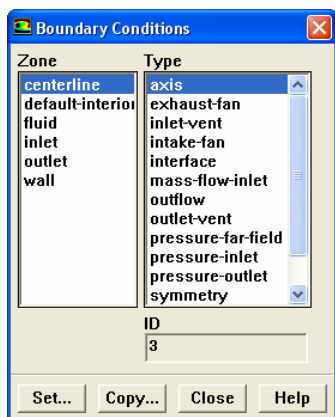 Boundary Conditions
Zone
centerline
default-interior
fluid
inlet
outlet
wall
Type
axis
exhaust-fan
inlet-vent
intake-fan
interface
mass-flow-inlet
outflow
outlet-vent
pressure-far-field
pressure-inlet
pressure-outlet
symmetry
ID
3
Set... Copy... Close Help